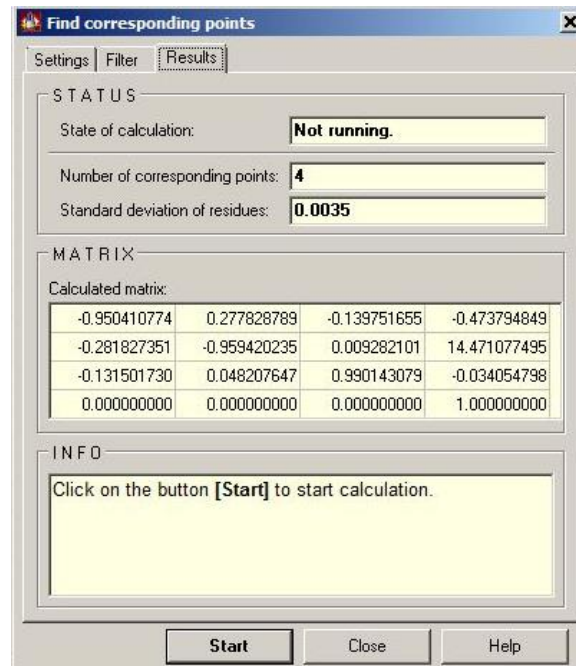 Find corresponding points
Settings Filter Results
STATUS
State of calculation: Not running.
Number of corresponding points: 4
Standard deviation of residues: 0.0035
MATRIX
Calculated matrix:
-0.950410774 0.277828789 -0.139751655 -0.473794849
-0.281827351 -0.959420235 0.009282101 14.471077495
-0.131501730 0.048207647 0.990143079 -0.034054798
0.000000000 0.000000000 0.000000000 1.000000000
INFO
Click on the button [Start] to start calculation.
Start Close Help